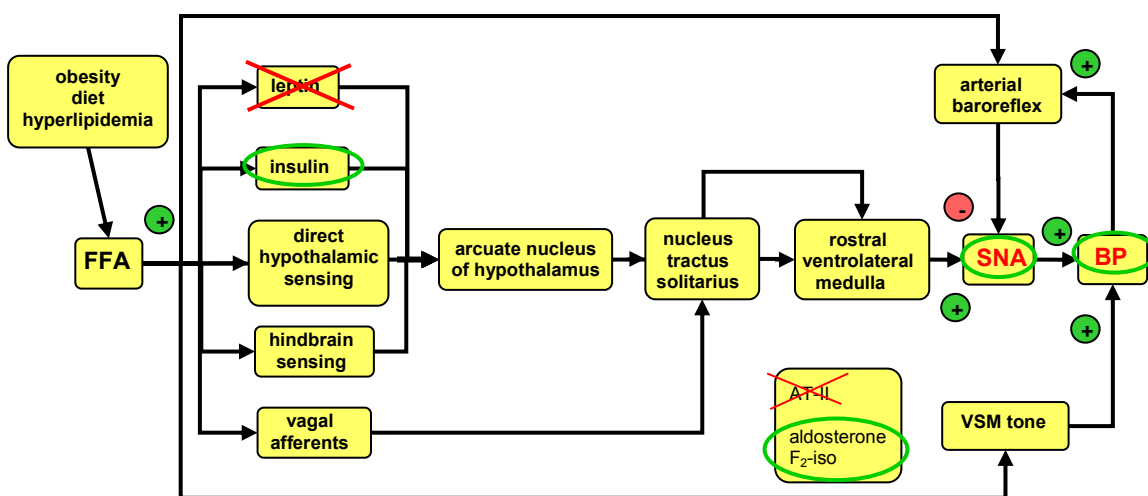 obesity
diet
hyperlipidemia
+
FFA
leptin
insulin
direct
hypothalamic
sensing
hindbrain
sensing
vagal
afferents
arcuate nucleus
of hypothalamus
nucleus
tractus
solitarius
rostral
ventrolateral
medulla
arterial
baroreflex
+
-
SNA
+
BP
+
+
AT-II
aldosterone
F₂-iso
VSM tone